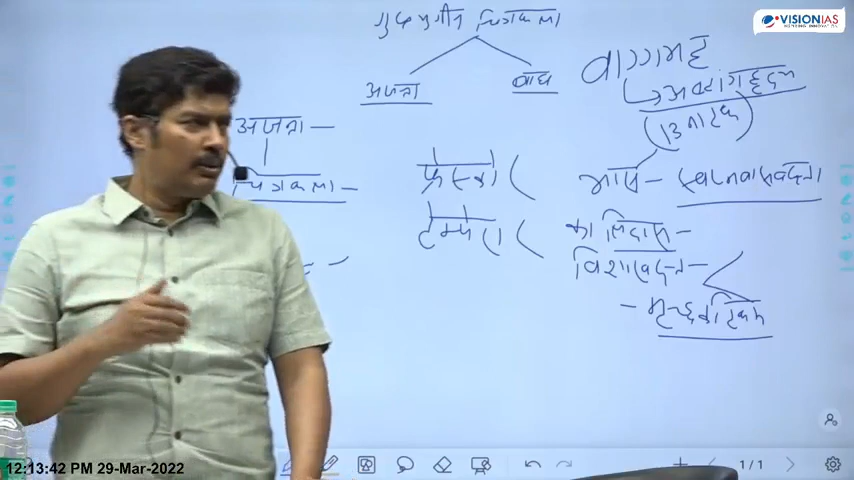 VISIONIAS
गुप्तयुगीन चित्रकला
अजन्ता
बाघ
अजन्ता —
चित्रकला —
फ्रेस्को (
टेम्पेरा (
वाग्भट्ट
अष्टांगहृदय
(13 नाटक)
भास — स्वप्नवासवदत्ता
कालिदास —
विशाखदत्त —
— मृच्छकटिकम
12:13:42 PM 29-Mar-2022
1/1